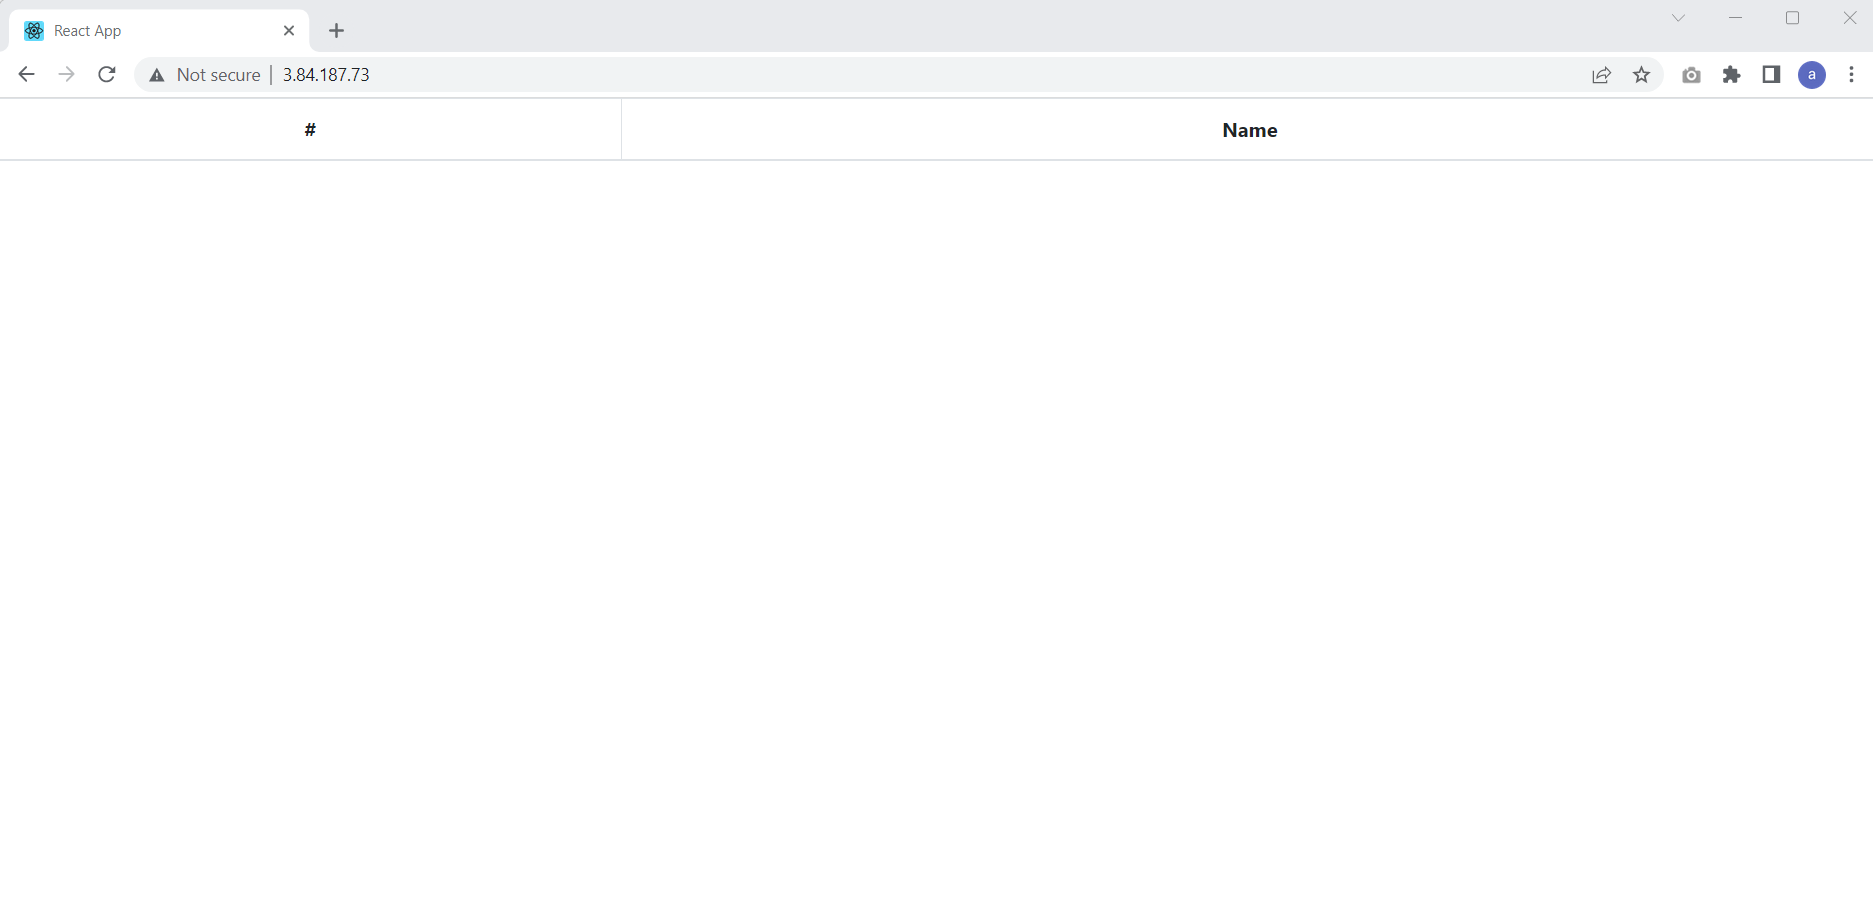 React App
Not secure | 3.84.187.73
a
# Name